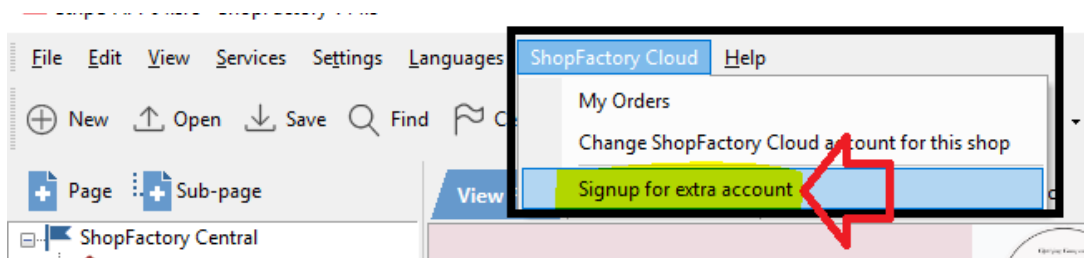 File Edit View Services Settings Languages ShopFactory Cloud Help
My Orders
New Open Save Find
Change ShopFactory Cloud account for this shop
Page Sub-page View
Signup for extra account
ShopFactory Central